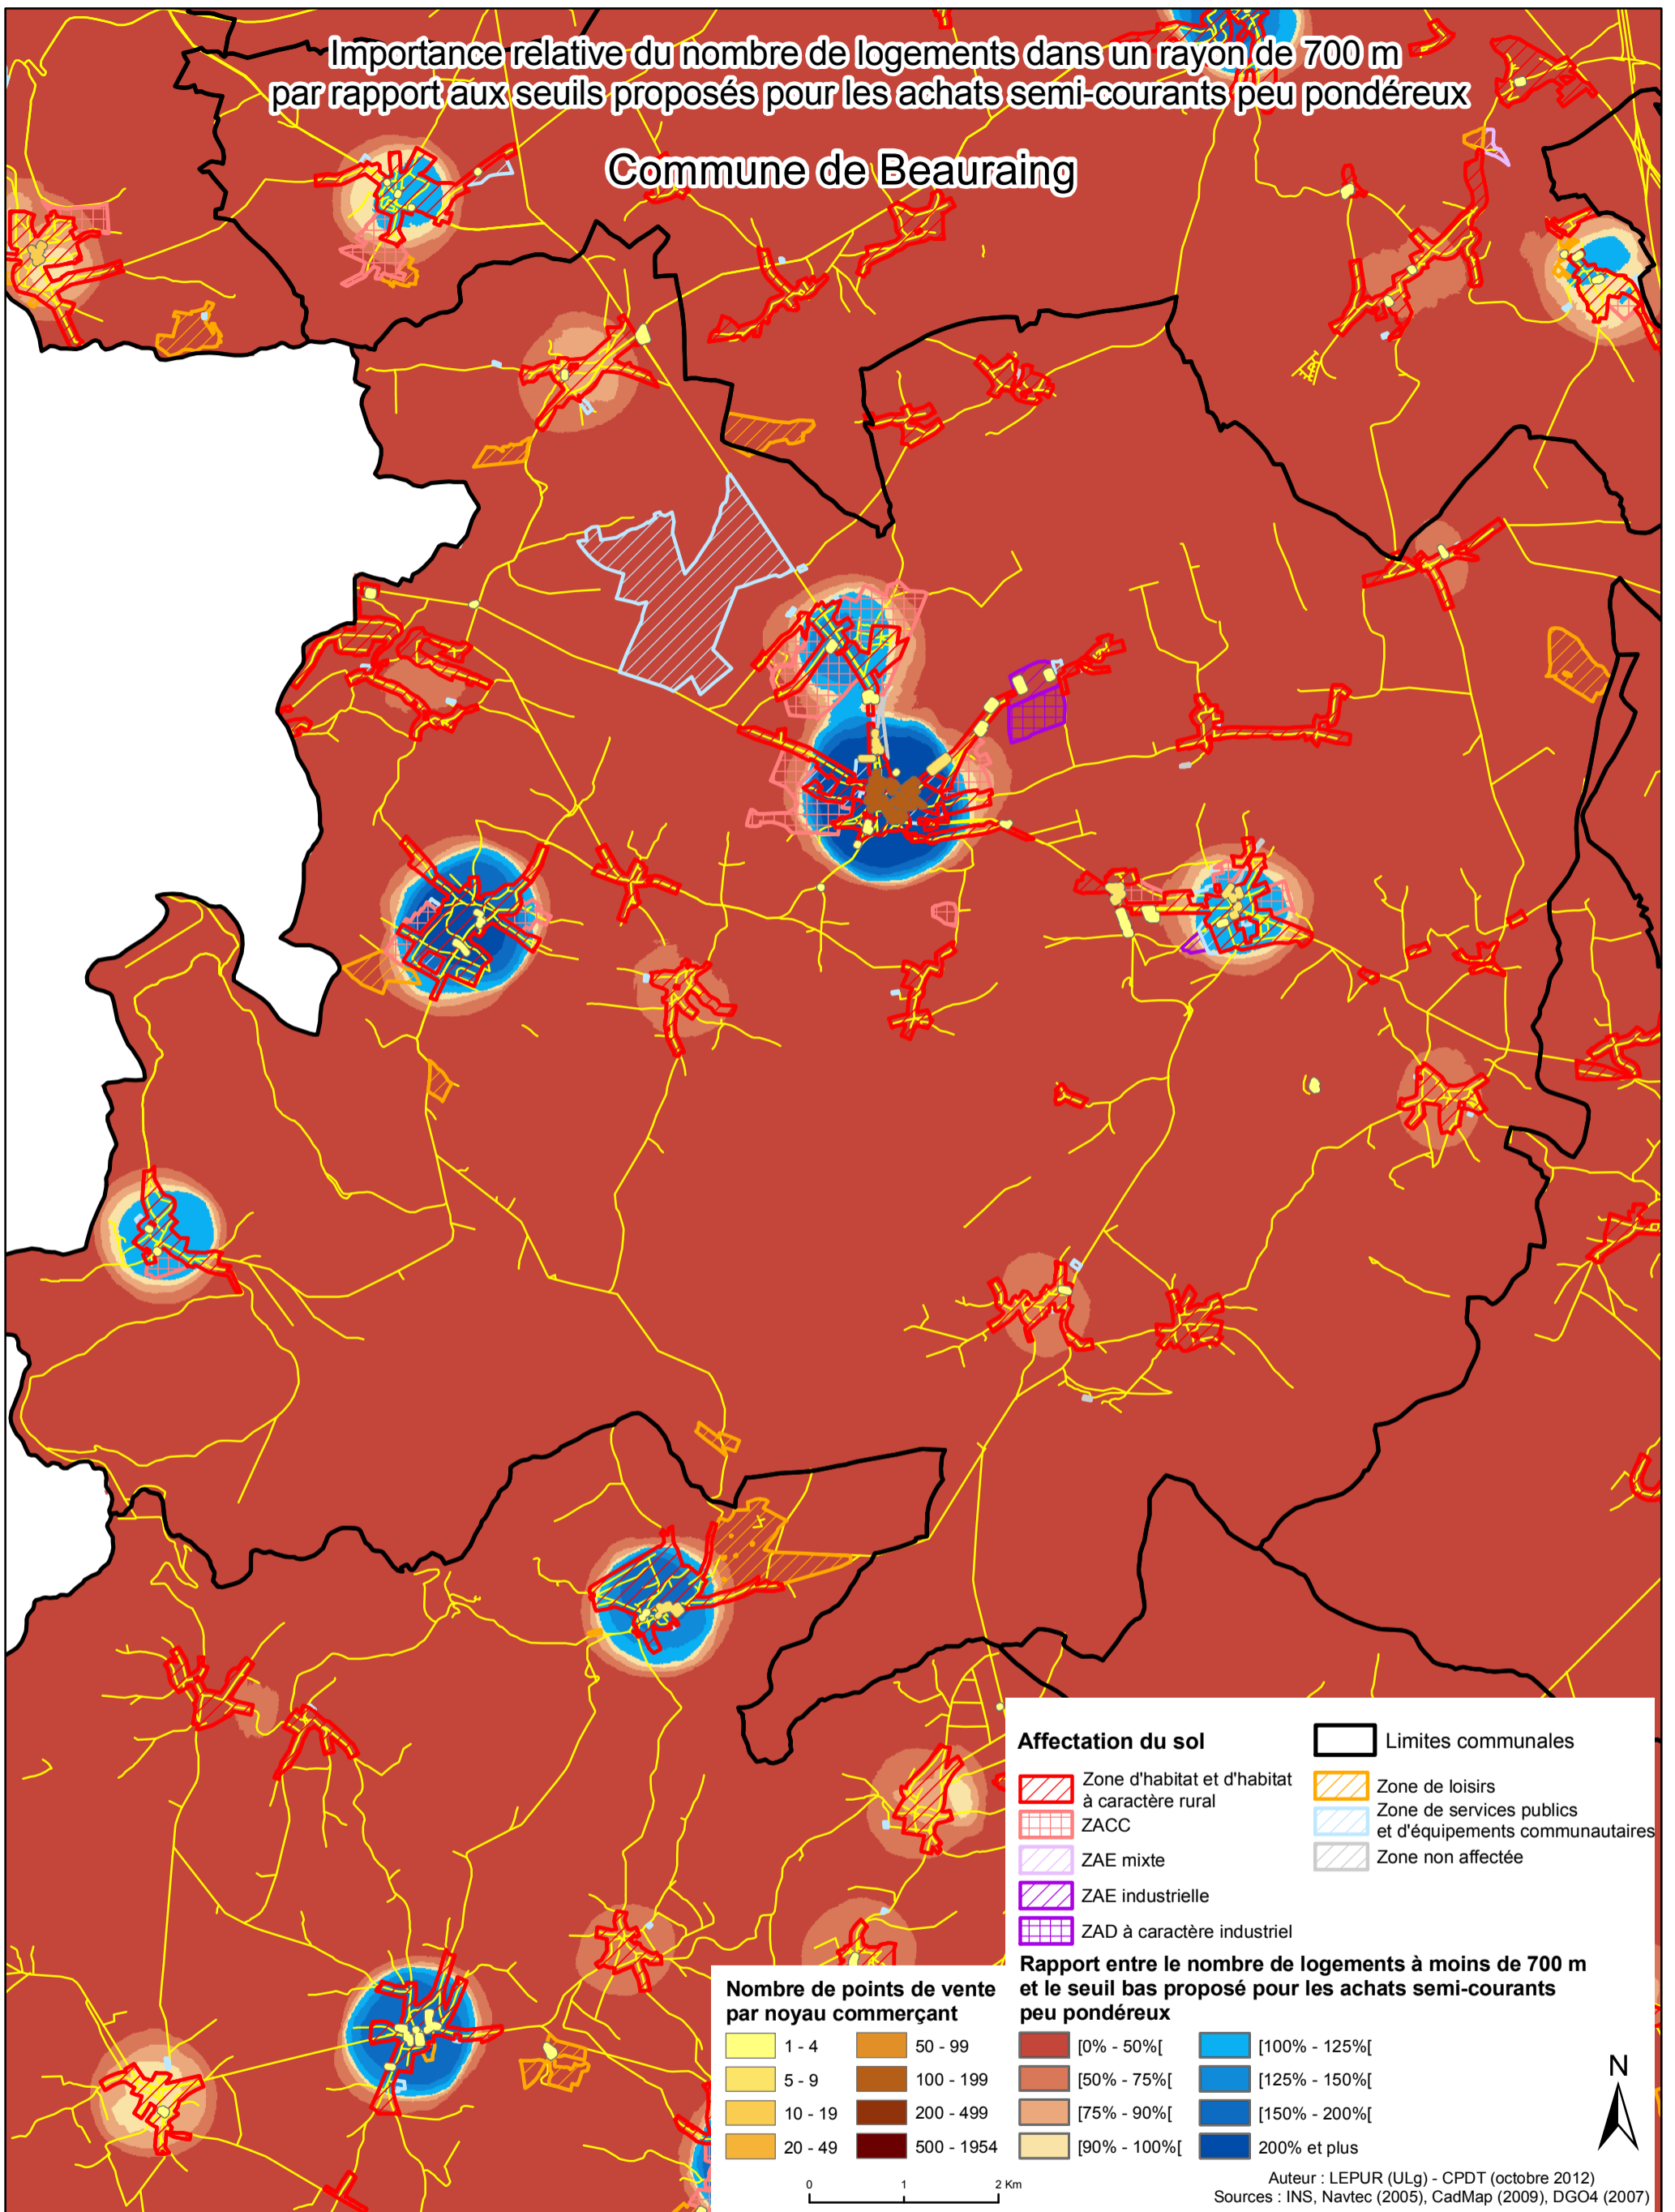 Importance relative du nombre de logements dans un rayon de 700 m
par rapport aux seuils proposés pour les achats semi-courants peu pondéreux
Commune de Beauraing
Affectation du sol
Zone d'habitat et d'habitat
à caractère rural
ZACC
ZAE mixte
ZAE industrielle
ZAD à caractère industriel
Limites communales
Zone de loisirs
Zone de services publics
et d'équipements communautaires
Zone non affectée
Nombre de points de vente
par noyau commerçant
1 - 4
5 - 9
10 - 19
20 - 49
50 - 99
100 - 199
200 - 499
500 - 1954
Rapport entre le nombre de logements à moins de 700 m
et le seuil bas proposé pour les achats semi-courants
peu pondéreux
[0% - 50%[
[50% - 75%[
[75% - 90%[
[90% - 100%[
[100% - 125%[
[125% - 150%[
[150% - 200%[
200% et plus
N
0 1 2 Km
Auteur : LEPUR (ULg) - CPDT (octobre 2012)
Sources : INS, Navtec (2005), CadMap (2009), DGO4 (2007)